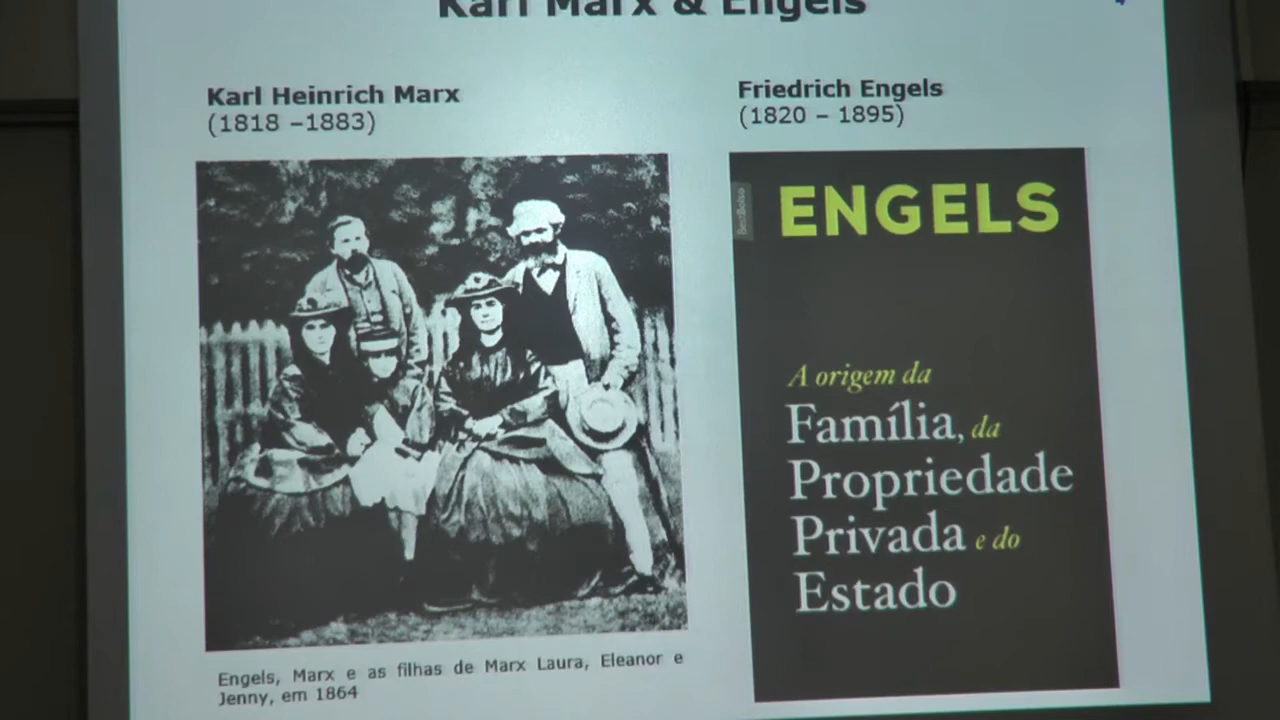 Karl Marx & Engels
Karl Heinrich Marx
(1818 –1883)
Friedrich Engels
(1820 – 1895)
ENGELS
A origem da
Família, da
Propriedade
Privada e do
Estado
Engels, Marx e as filhas de Marx Laura, Eleanor e
Jenny, em 1864